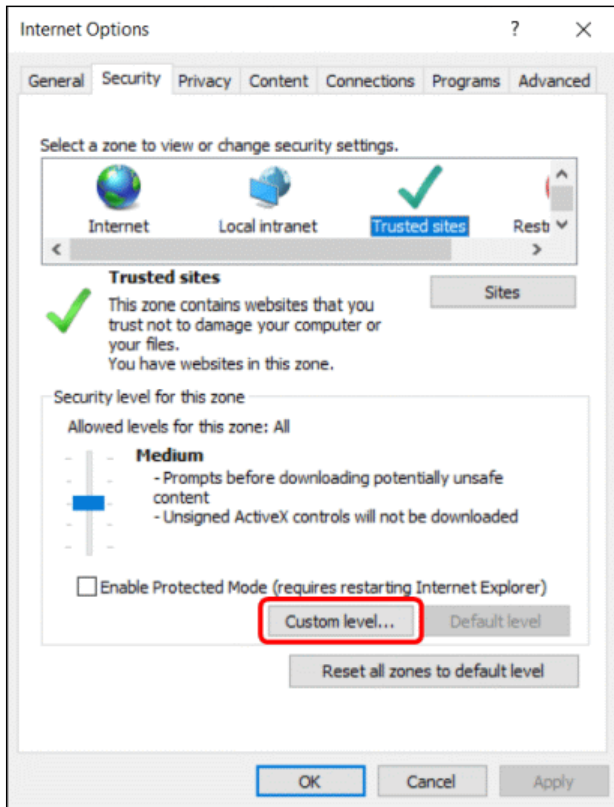 Internet Options ?
General Security Privacy Content Connections Programs Advanced
Select a zone to view or change security settings.
Internet Local intranet Trusted sites Restr
Trusted sites
Sites
This zone contains websites that you
trust not to damage your computer or
your files.
You have websites in this zone.
Security level for this zone
Allowed levels for this zone: All
Medium
- Prompts before downloading potentially unsafe
content
- Unsigned ActiveX controls will not be downloaded
Enable Protected Mode (requires restarting Internet Explorer)
Custom level... Default level
Reset all zones to default level
OK Cancel Apply